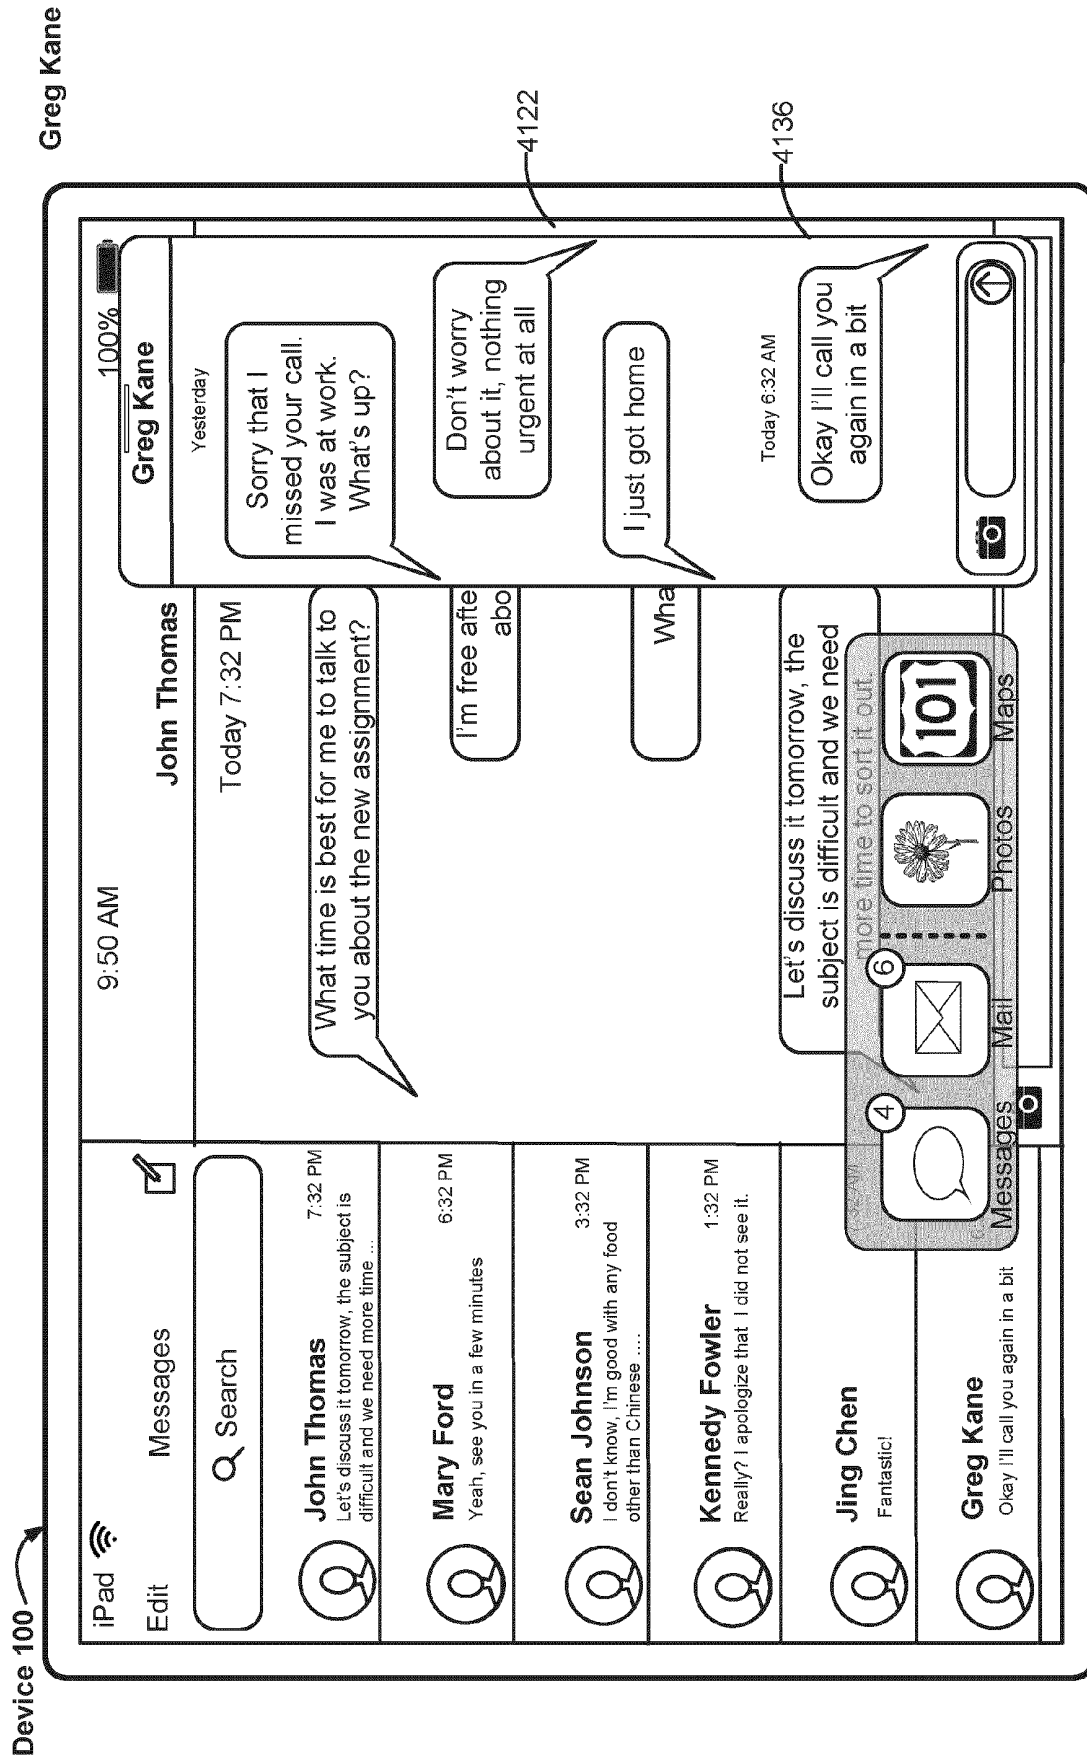 Device 100
Greg Kane
iPad
9:50 AM
100%
Edit
Messages
Search
John Thomas
7:32 PM
Let's discuss it tomorrow, the subject is
difficult and we need more time ...
Mary Ford
6:32 PM
Yeah, see you in a few minutes
Sean Johnson
3:32 PM
I don't know, I'm good with any food
other than Chinese ....
Kennedy Fowler
1:32 PM
Really? I apologize that I did not see it.
Jing Chen
Fantastic!
Greg Kane
Okay I'll call you again in a bit
John Thomas
Today 7:32 PM
What time is best for me to talk to
you about the new assignment?
I'm free afte
abo
Wha
Let's discuss it tomorrow, the
subject is difficult and we need
more time to sort it out.
Greg Kane
Yesterday
Sorry that I
missed your call.
I was at work.
What's up?
Don't worry
about it, nothing
urgent at all
I just got home
Today 6:32 AM
Okay I'll call you
again in a bit
4
6
101
Messages
Mail
Photos
Maps
4122
4136